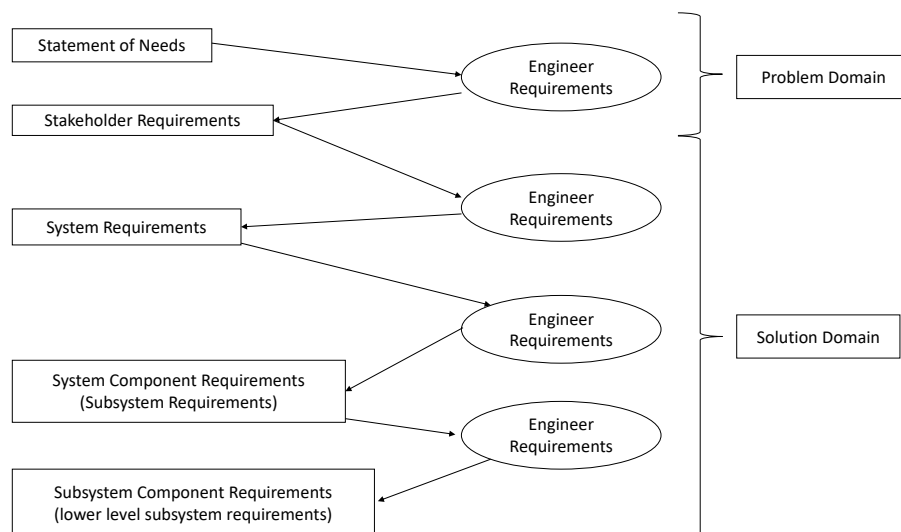 Statement of Needs
Engineer
Requirements
Problem Domain
Stakeholder Requirements
Engineer
Requirements
System Requirements
Engineer
Requirements
Solution Domain
System Component Requirements
(Subsystem Requirements)
Engineer
Requirements
Subsystem Component Requirements
(lower level subsystem requirements)